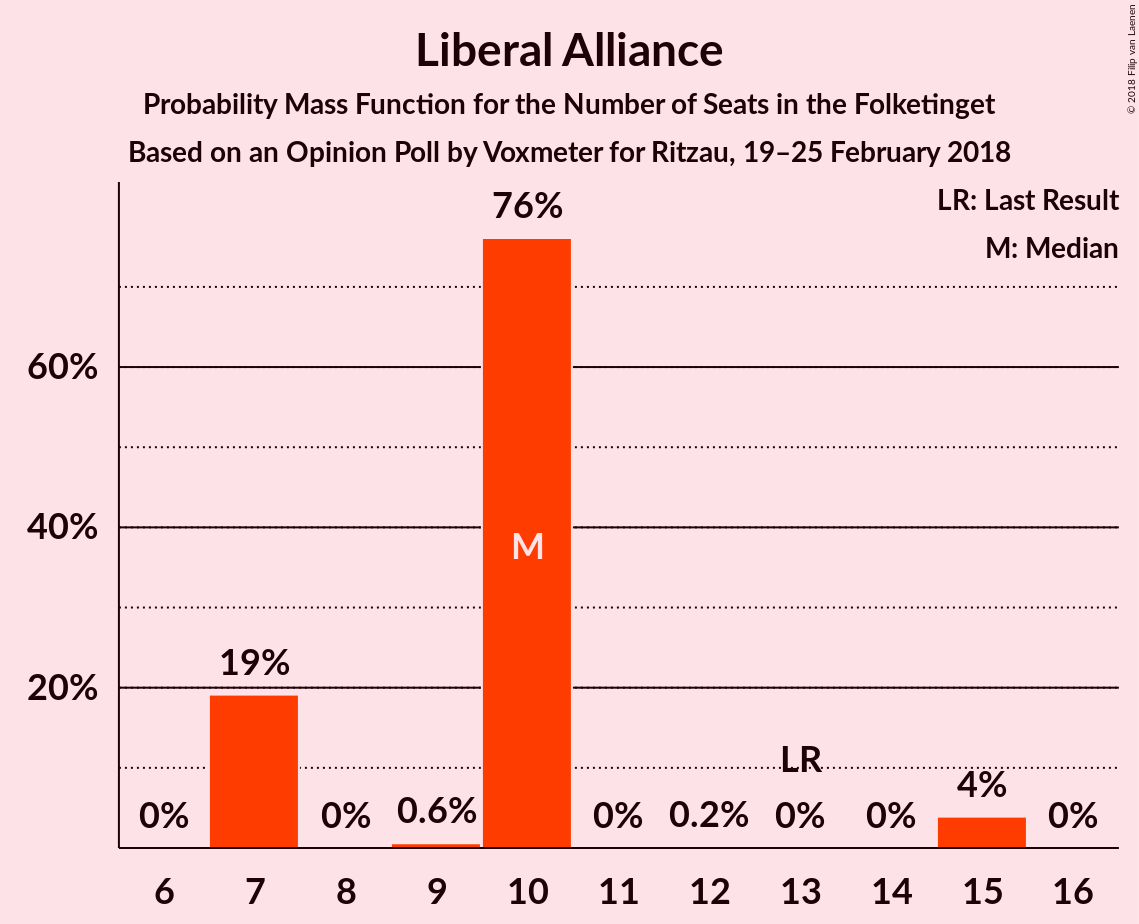 Liberal Alliance
Probability Mass Function for the Number of Seats in the Folketinget
Based on an Opinion Poll by Voxmeter for Ritzau, 19–25 February 2018
© 2018 Filip van Laenen
LR: Last Result
M: Median
76%
60%
40%
M
19%
20%
LR
0%
0%
0.6%
0%
0.2%
0%
0%
4%
0%
6 7 8 9 10 11 12 13 14 15 16